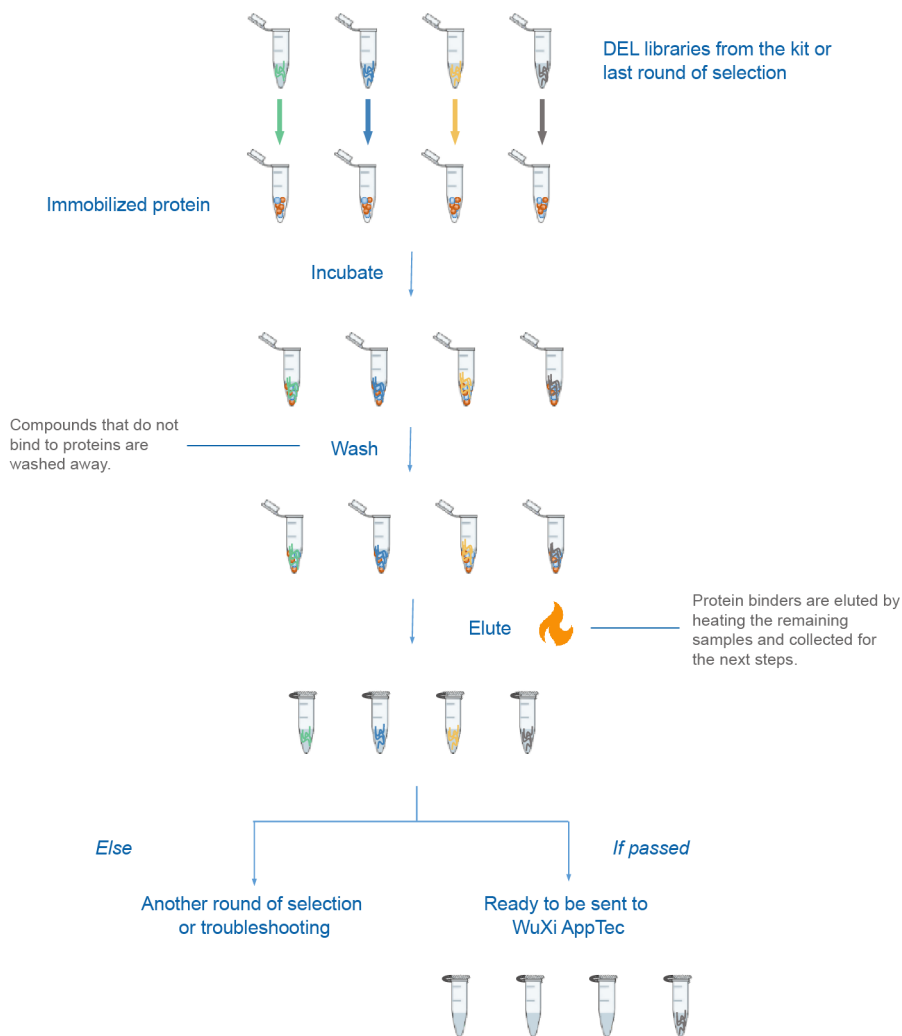 DEL libraries from the kit or
last round of selection
Immobilized protein
Incubate
Compounds that do not
bind to proteins are
washed away.
Wash
Elute
Protein binders are eluted by
heating the remaining
samples and collected for
the next steps.
Else
If passed
Another round of selection
or troubleshooting
Ready to be sent to
WuXi AppTec